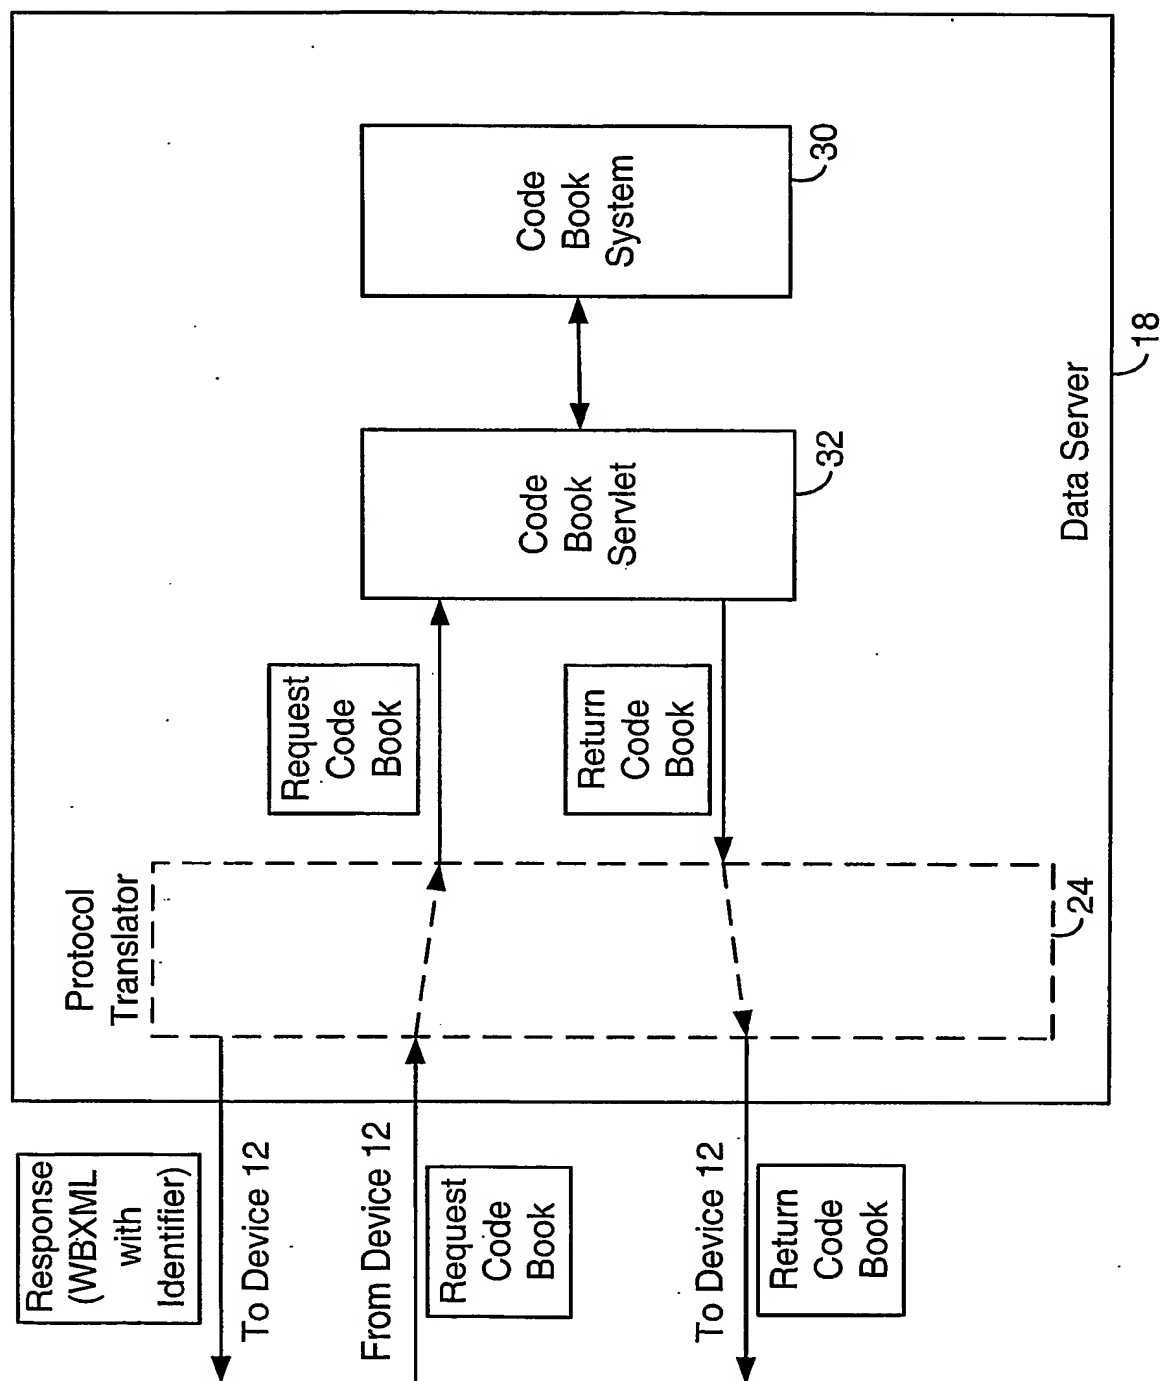 Response
(WBXML
with
Identifier)
To Device 12
From Device 12
Request
Code
Book
To Device 12
Return
Code
Book
Protocol
Translator
24
Request
Code
Book
Return
Code
Book
Code
Book
Servlet
32
Code
Book
System
30
Data Server
18